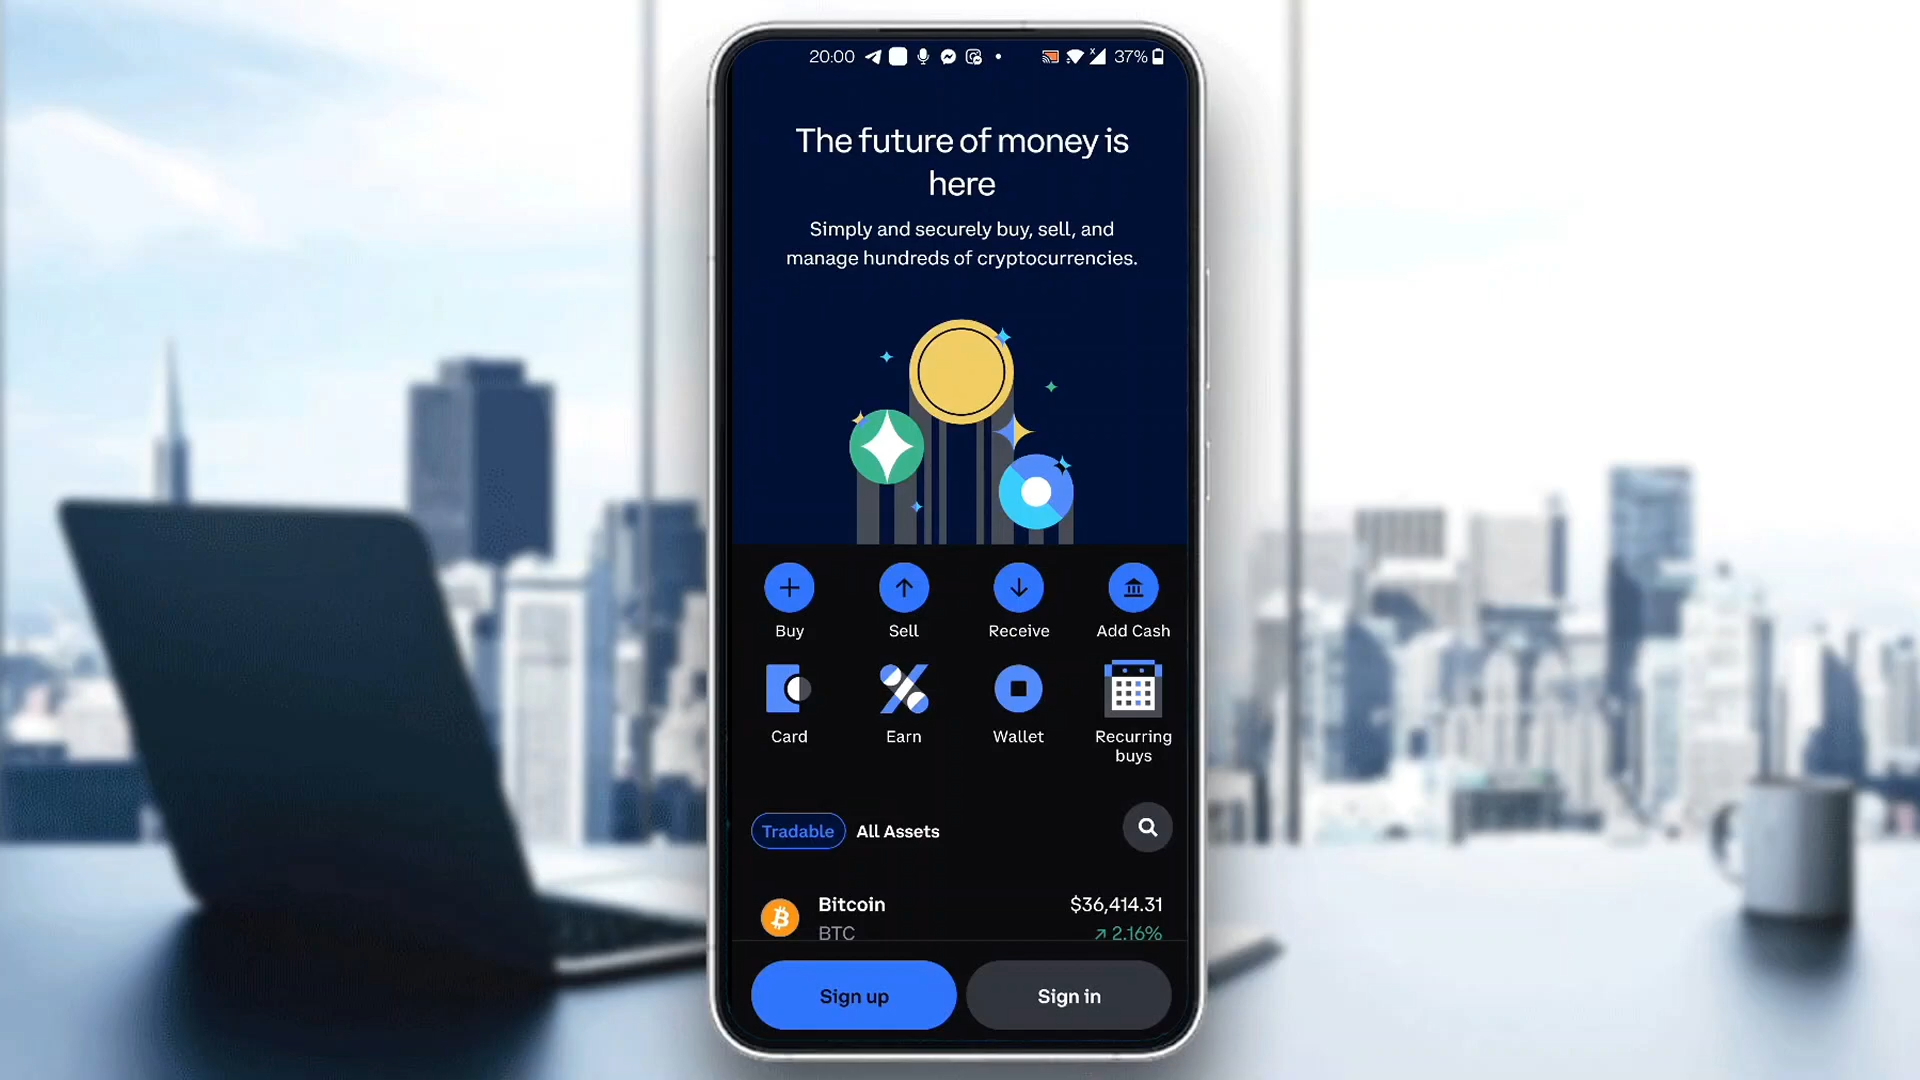 20:00
37%
The future of money is
here
Simply and securely buy, sell, and
manage hundreds of cryptocurrencies.
Buy
Sell
Receive
Add Cash
Card
Earn
Wallet
Recurring
buys
Tradable
All Assets
Bitcoin
$36,414.31
BTC
↗ 2.16%
Sign up
Sign in